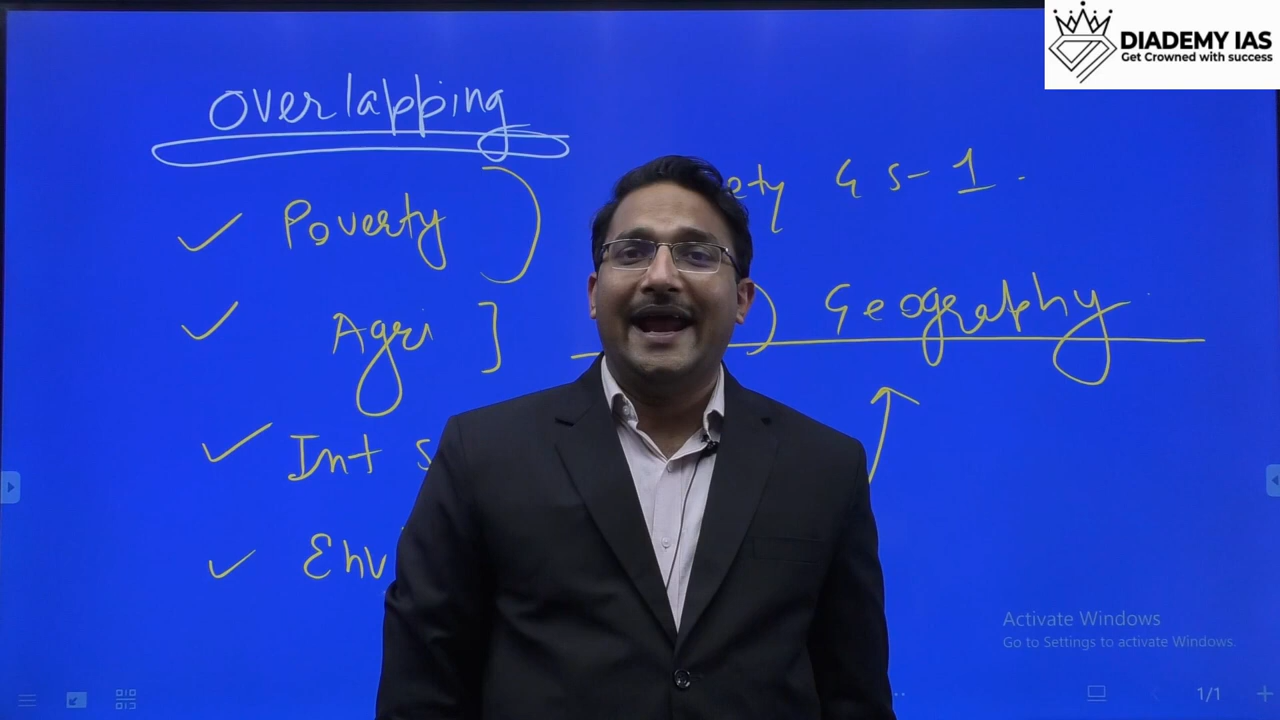 DIADEMY IAS
Get Crowned with success
Overlapping
Poverty
ety GS-1.
Agri
Geography
Int s
Env
Activate Windows
Go to Settings to activate Windows.
1/1